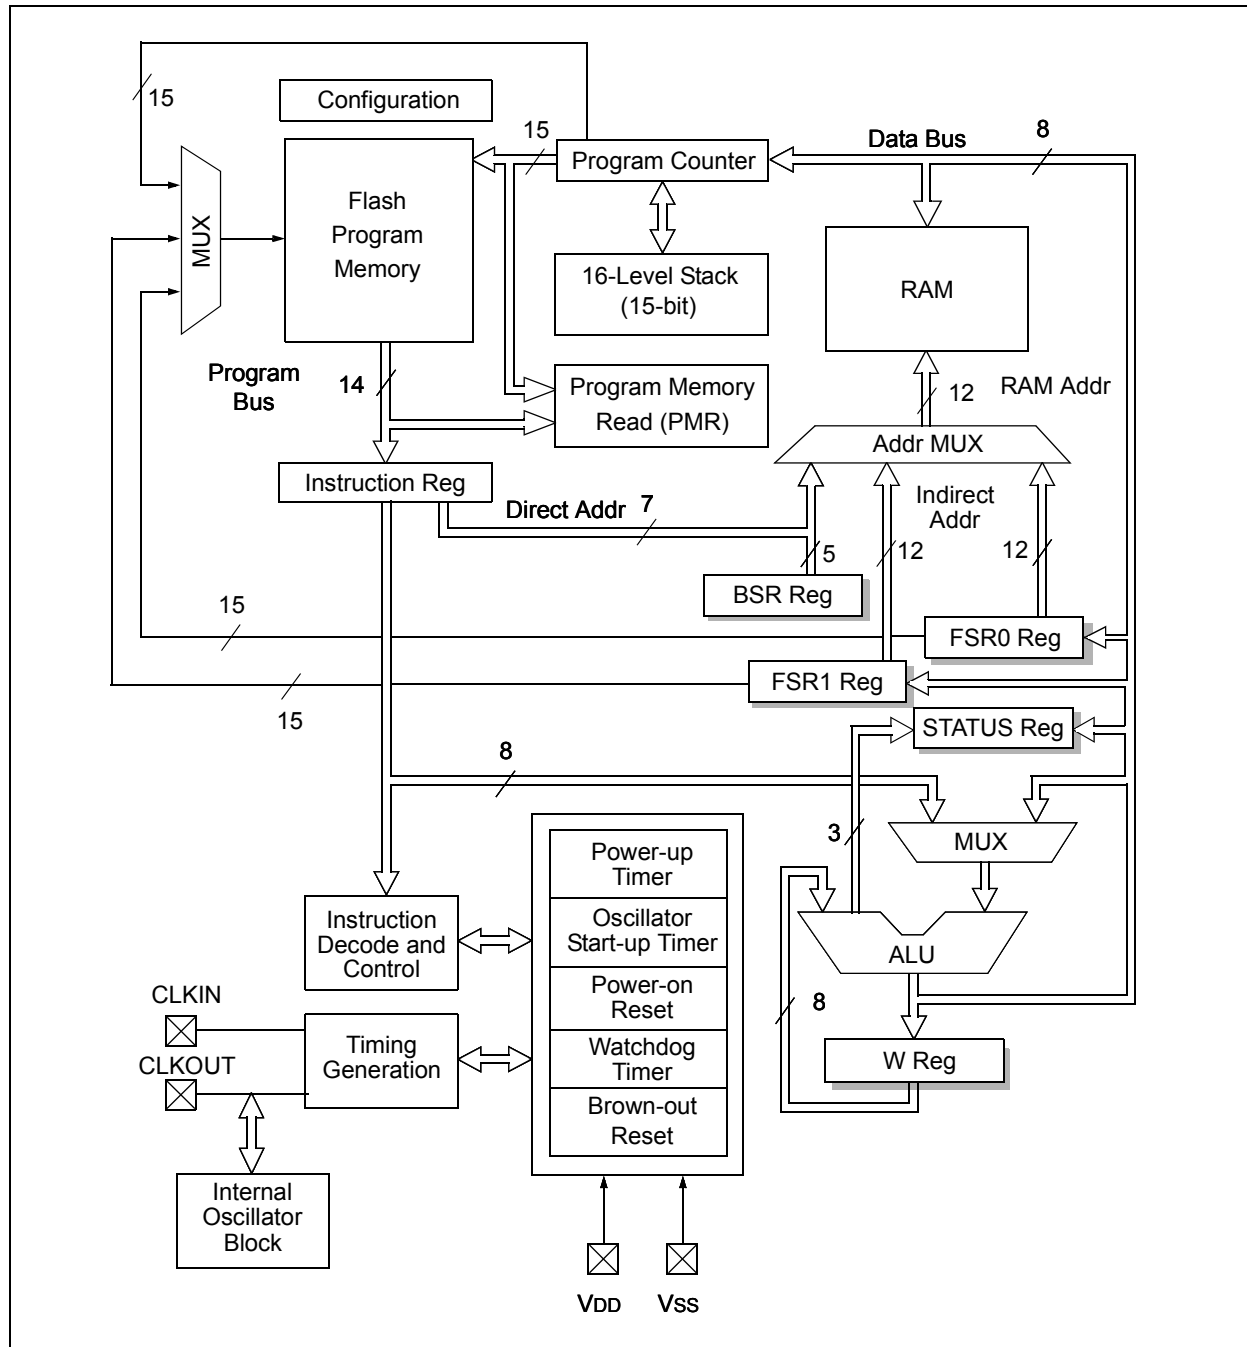 15
Configuration
15
Program Counter
Data Bus
8
MUX
Flash
Program
Memory
16-Level Stack
(15-bit)
RAM
Program
Bus
14
Program Memory
Read (PMR)
12
RAM Addr
Addr MUX
Instruction Reg
Direct Addr
7
Indirect
Addr
5
12
12
BSR Reg
15
FSR0 Reg
FSR1 Reg
15
STATUS Reg
8
3
MUX
Power-up
Timer
Oscillator
Start-up Timer
Power-on
Reset
Watchdog
Timer
Brown-out
Reset
Instruction
Decode and
Control
ALU
8
W Reg
CLKIN
CLKOUT
Timing
Generation
Internal
Oscillator
Block
VDD
VSS